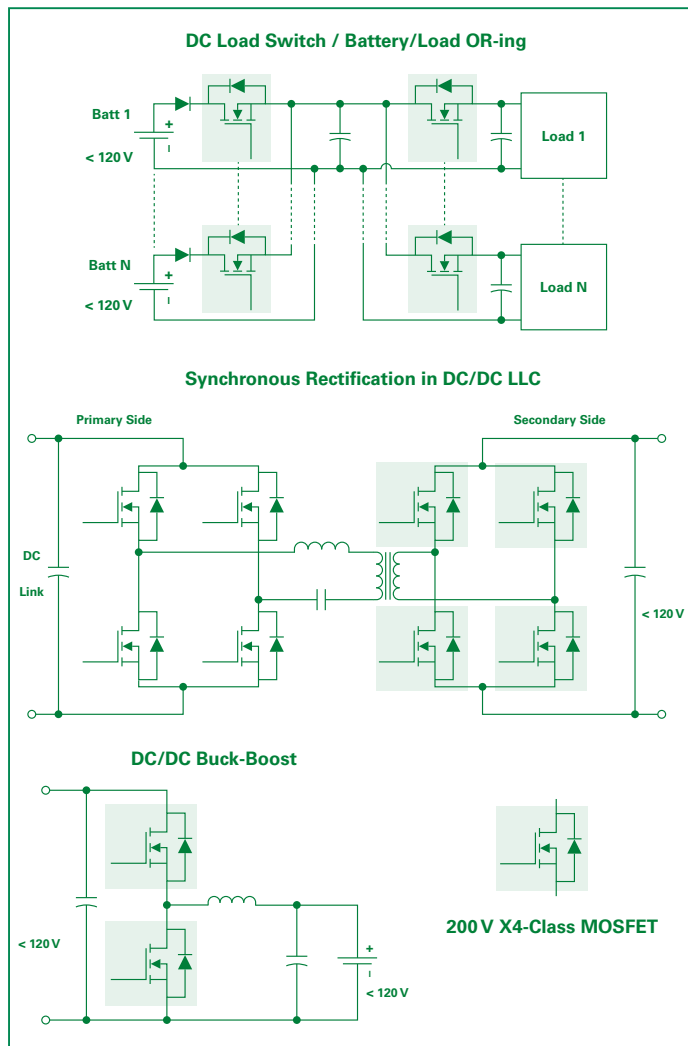 DC Load Switch / Battery/Load OR-ing
Batt 1
+
–
< 120 V
Load 1
Batt N
+
–
< 120 V
Load N
Synchronous Rectification in DC/DC LLC
Primary Side
Secondary Side
DC
Link
< 120 V
DC/DC Buck-Boost
< 120 V
+
–
< 120 V
200 V X4-Class MOSFET